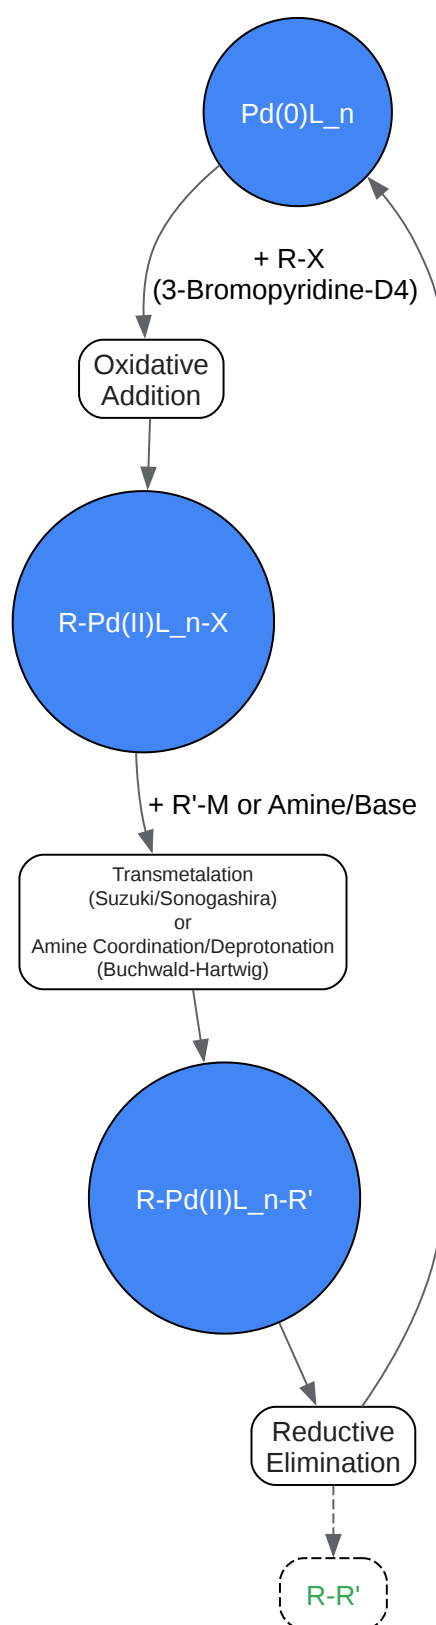 Pd(0)L_n
+ R-X
(3-Bromopyridine-D4)
Oxidative
Addition
R-Pd(II)L_n-X
+ R'-M or Amine/Base
Transmetalation
(Suzuki/Sonogashira)
or
Amine Coordination/Deprotonation
(Buchwald-Hartwig)
R-Pd(II)L_n-R'
Reductive
Elimination
R-R'